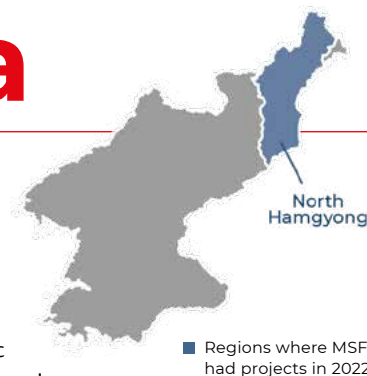 a
North
Hamgyong
c
■ Regions where MSF
had projects in 2022